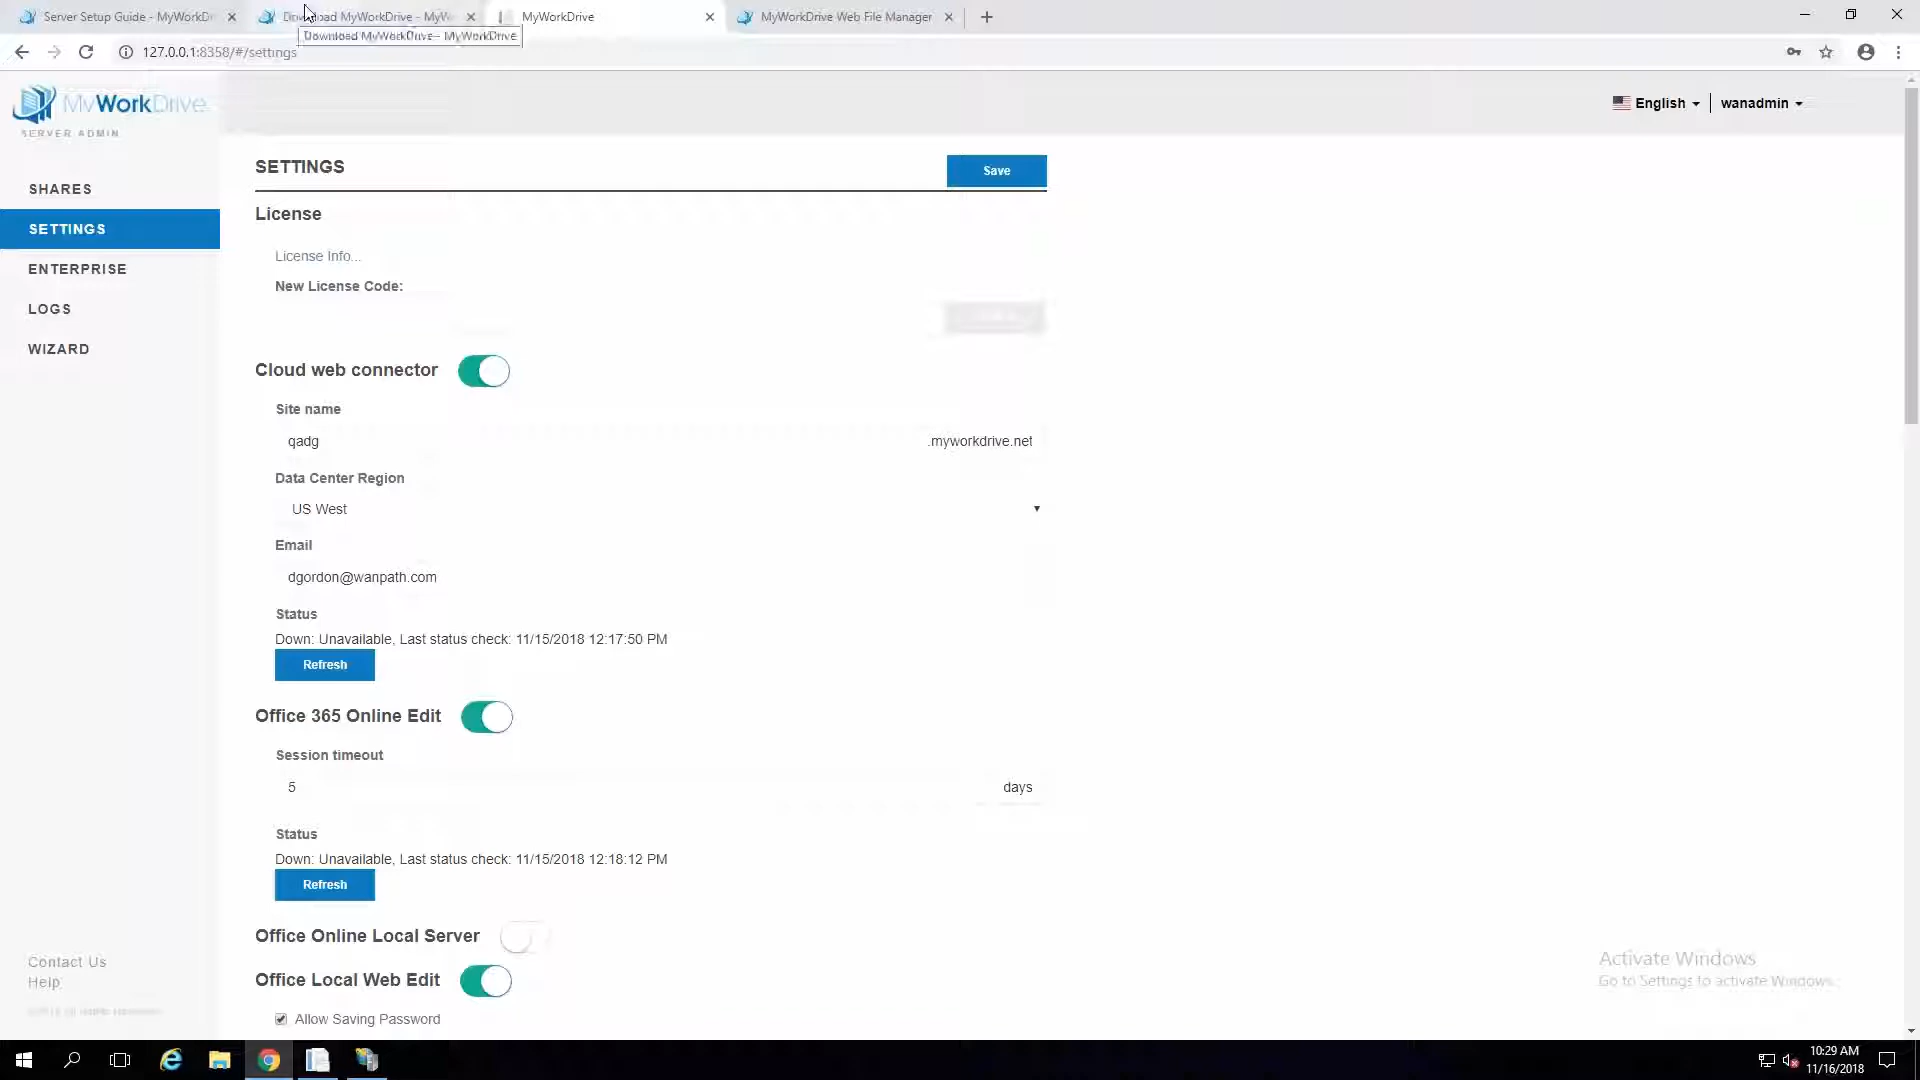 Server Setup Guide - MyWorkDr
Download MyWorkDrive - MyW
MyWorkDrive
MyWorkDrive Web File Manager
Download MyWorkDrive - MyWorkDrive
127.0.0.1:8358/#/settings
MyWorkDrive
SERVER ADMIN
English
wanadmin
SHARES
SETTINGS
ENTERPRISE
LOGS
WIZARD
Contact Us
Help
SETTINGS
Save
License
License Info...
New License Code:
Cloud web connector
Site name
qadg
.myworkdrive.net
Data Center Region
US West
Email
dgordon@wanpath.com
Status
Down: Unavailable, Last status check: 11/15/2018 12:17:50 PM
Refresh
Office 365 Online Edit
Session timeout
5
days
Status
Down: Unavailable, Last status check: 11/15/2018 12:18:12 PM
Refresh
Office Online Local Server
Office Local Web Edit
Allow Saving Password
Activate Windows
Go to Settings to activate Windows.
10:29 AM
11/16/2018